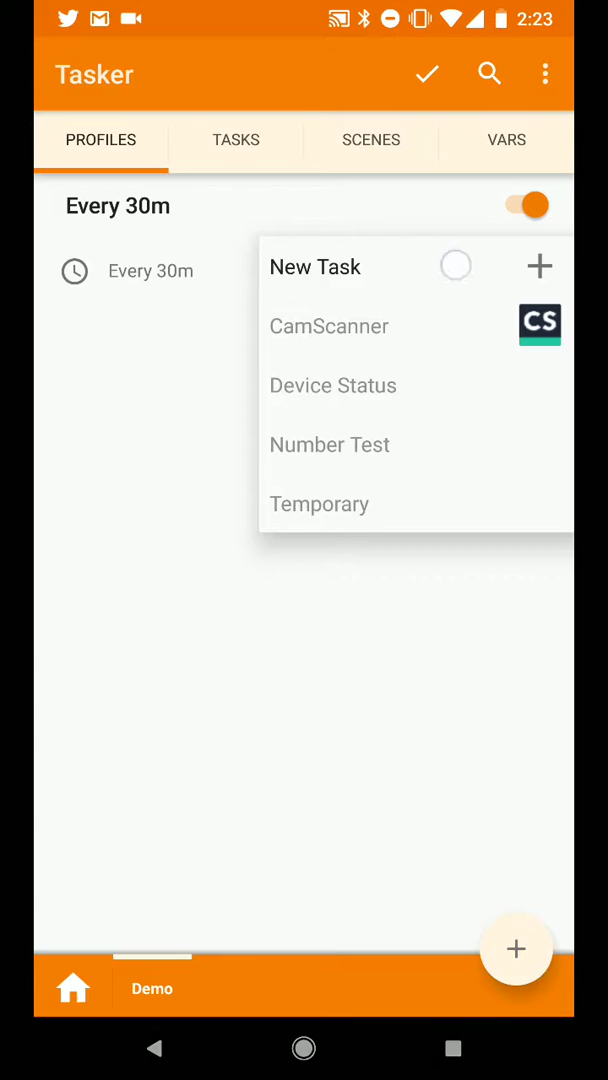 2:23
Tasker
PROFILES TASKS SCENES VARS
Every 30m
Every 30m
New Task
CamScanner CS
Device Status
Number Test
Temporary
Demo